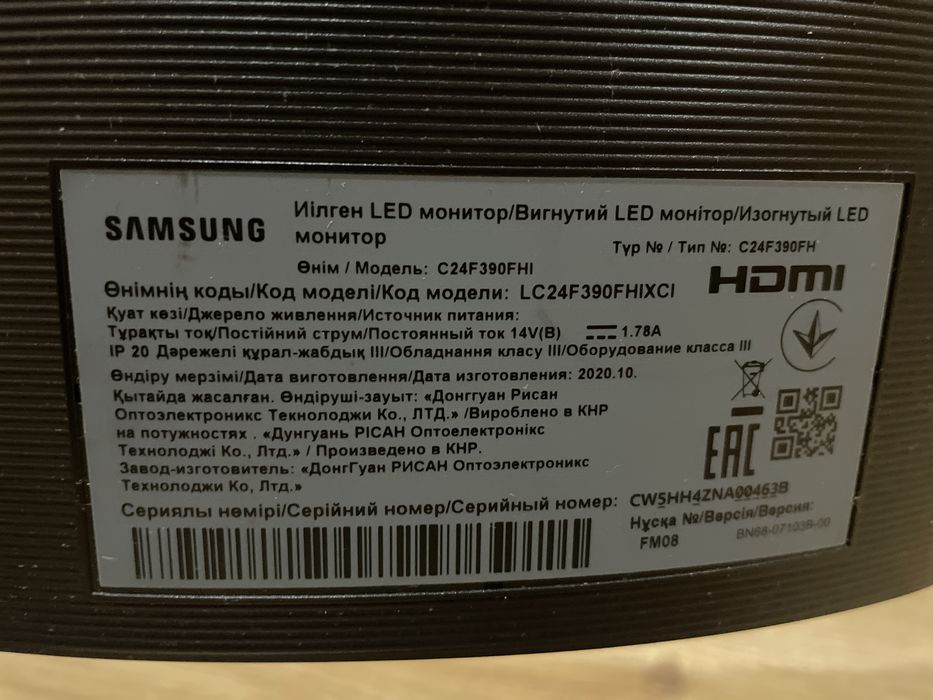 SAMSUNG
Иілген LED монитор/Вигнутий LED монітор/Изогнутый LED
монитор
Түр № / Тип №: C24F390FH
Өнім / Модель: C24F390FHI
HDMI
Өнімнің коды/Код моделі/Код модели: LC24F390FHIXCI
Қуат көзі/Джерело живлення/Источник питания:
Тұрақты тоқ/Постійний струм/Постоянный ток 14V(B) 1.78A
IP 20 Дәрежелі құрал-жабдық III/Обладнання класу III/Оборудование класса III
Өндіру мерзімі/Дата виготовлення/Дата изготовления: 2020.10.
Қытайда жасалған. Өндіруші-зауыт: «Донггуан Рисан
Оптоэлектроникс Текнолоджи Ко., ЛТД.» /Вироблено в КНР
на потужностях . «Дунгуань РІСАН Оптоелектронікс
Технолоджі Ко., Лтд.» / Произведено в КНР.
Завод-изготовитель: «ДонгГуан РИСАН Оптоэлектроникс
Технолоджи Ко, Лтд.»
EAC
Сериялы нөмірі/Серійний номер/Серийный номер: CW5HH4ZNA00463B
Нұсқа №/Версія/Версия:
FM08
BN68-07103B-00